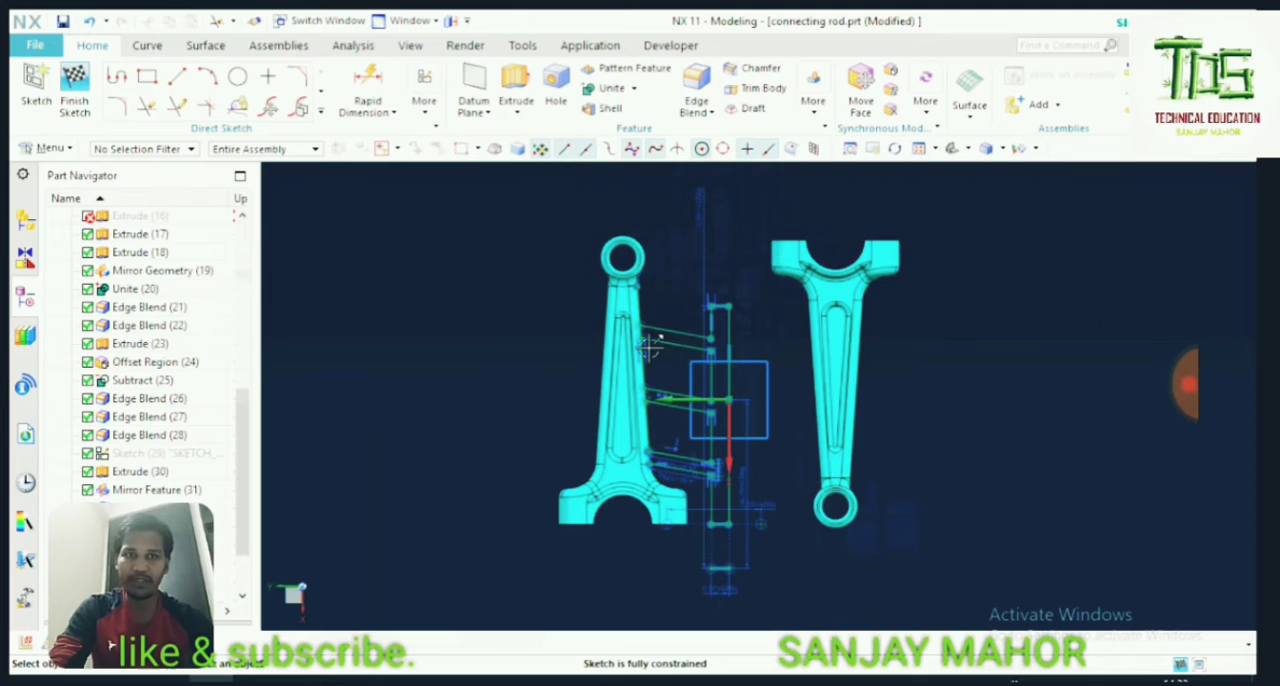 NX
Switch Window
Window
NX 11 - Modeling - [connecting rod.prt (Modified) ]
SI
File
Home
Curve
Surface
Assemblies
Analysis
View
Render
Tools
Application
Developer
Find a Command
TPS
TECHNICAL EDUCATION
SANJAY MAHOR
Sketch
Finish
Sketch
Rapid
Dimension
More
Datum
Plane
Extrude
Hole
Pattern Feature
Unite
Shell
Edge
Blend
Chamfer
Trim Body
Draft
More
Move
Face
More
Surface
Add
Direct Sketch
Feature
Synchronous Mod...
Assemblies
Menu
No Selection Filter
Entire Assembly
Part Navigator
Name
Up
Extrude (16)
Extrude (17)
Extrude (18)
Mirror Geometry (19)
Unite (20)
Edge Blend (21)
Edge Blend (22)
Extrude (23)
Offset Region (24)
Subtract (25)
Edge Blend (26)
Edge Blend (27)
Edge Blend (28)
Sketch (29) "SKETCH_...
Extrude (30)
Mirror Feature (31)
Activate Windows
like & subscribe.
SANJAY MAHOR
Sketch is fully constrained